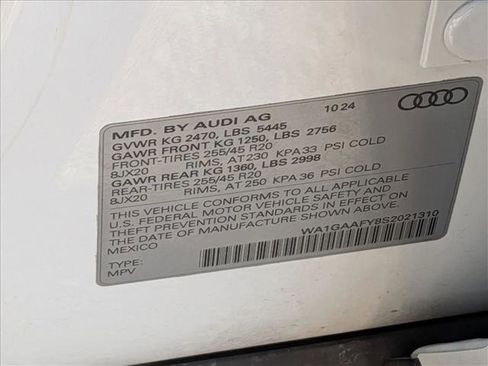 MFD. BY AUDI AG 10 24
GVWR KG 2470, LBS 5445
GAWR FRONT KG 1250, LBS 2756
FRONT-TIRES 255/45 R20
8JX20 RIMS, AT 230 KPA 33 PSI COLD
GAWR REAR KG 1360, LBS 2998
REAR-TIRES 255/45 R20
8JX20 RIMS, AT 250 KPA 36 PSI COLD
THIS VEHICLE CONFORMS TO ALL APPLICABLE
U.S. FEDERAL MOTOR VEHICLE SAFETY AND
THEFT PREVENTION STANDARDS IN EFFECT ON
THE DATE OF MANUFACTURE SHOWN ABOVE.
MEXICO
WA1GAAFY8S2021310
TYPE:
MPV